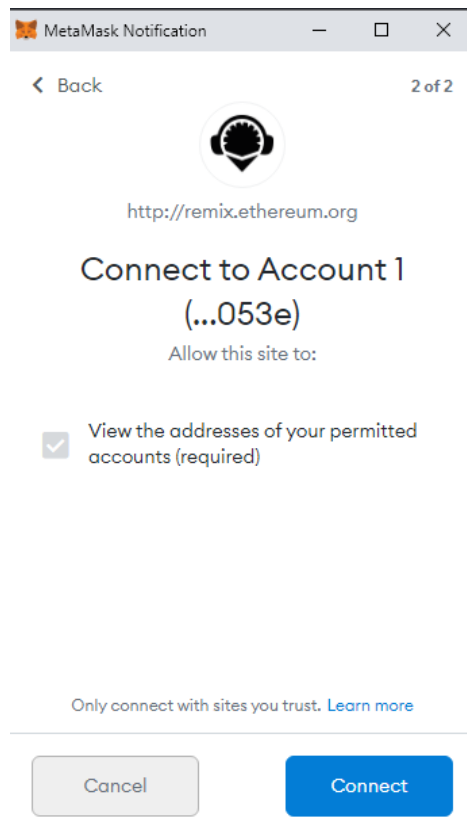 MetaMask Notification
Back
2 of 2
http://remix.ethereum.org
Connect to Account 1
(...053e)
Allow this site to:
View the addresses of your permitted
accounts (required)
Only connect with sites you trust. Learn more
Cancel
Connect